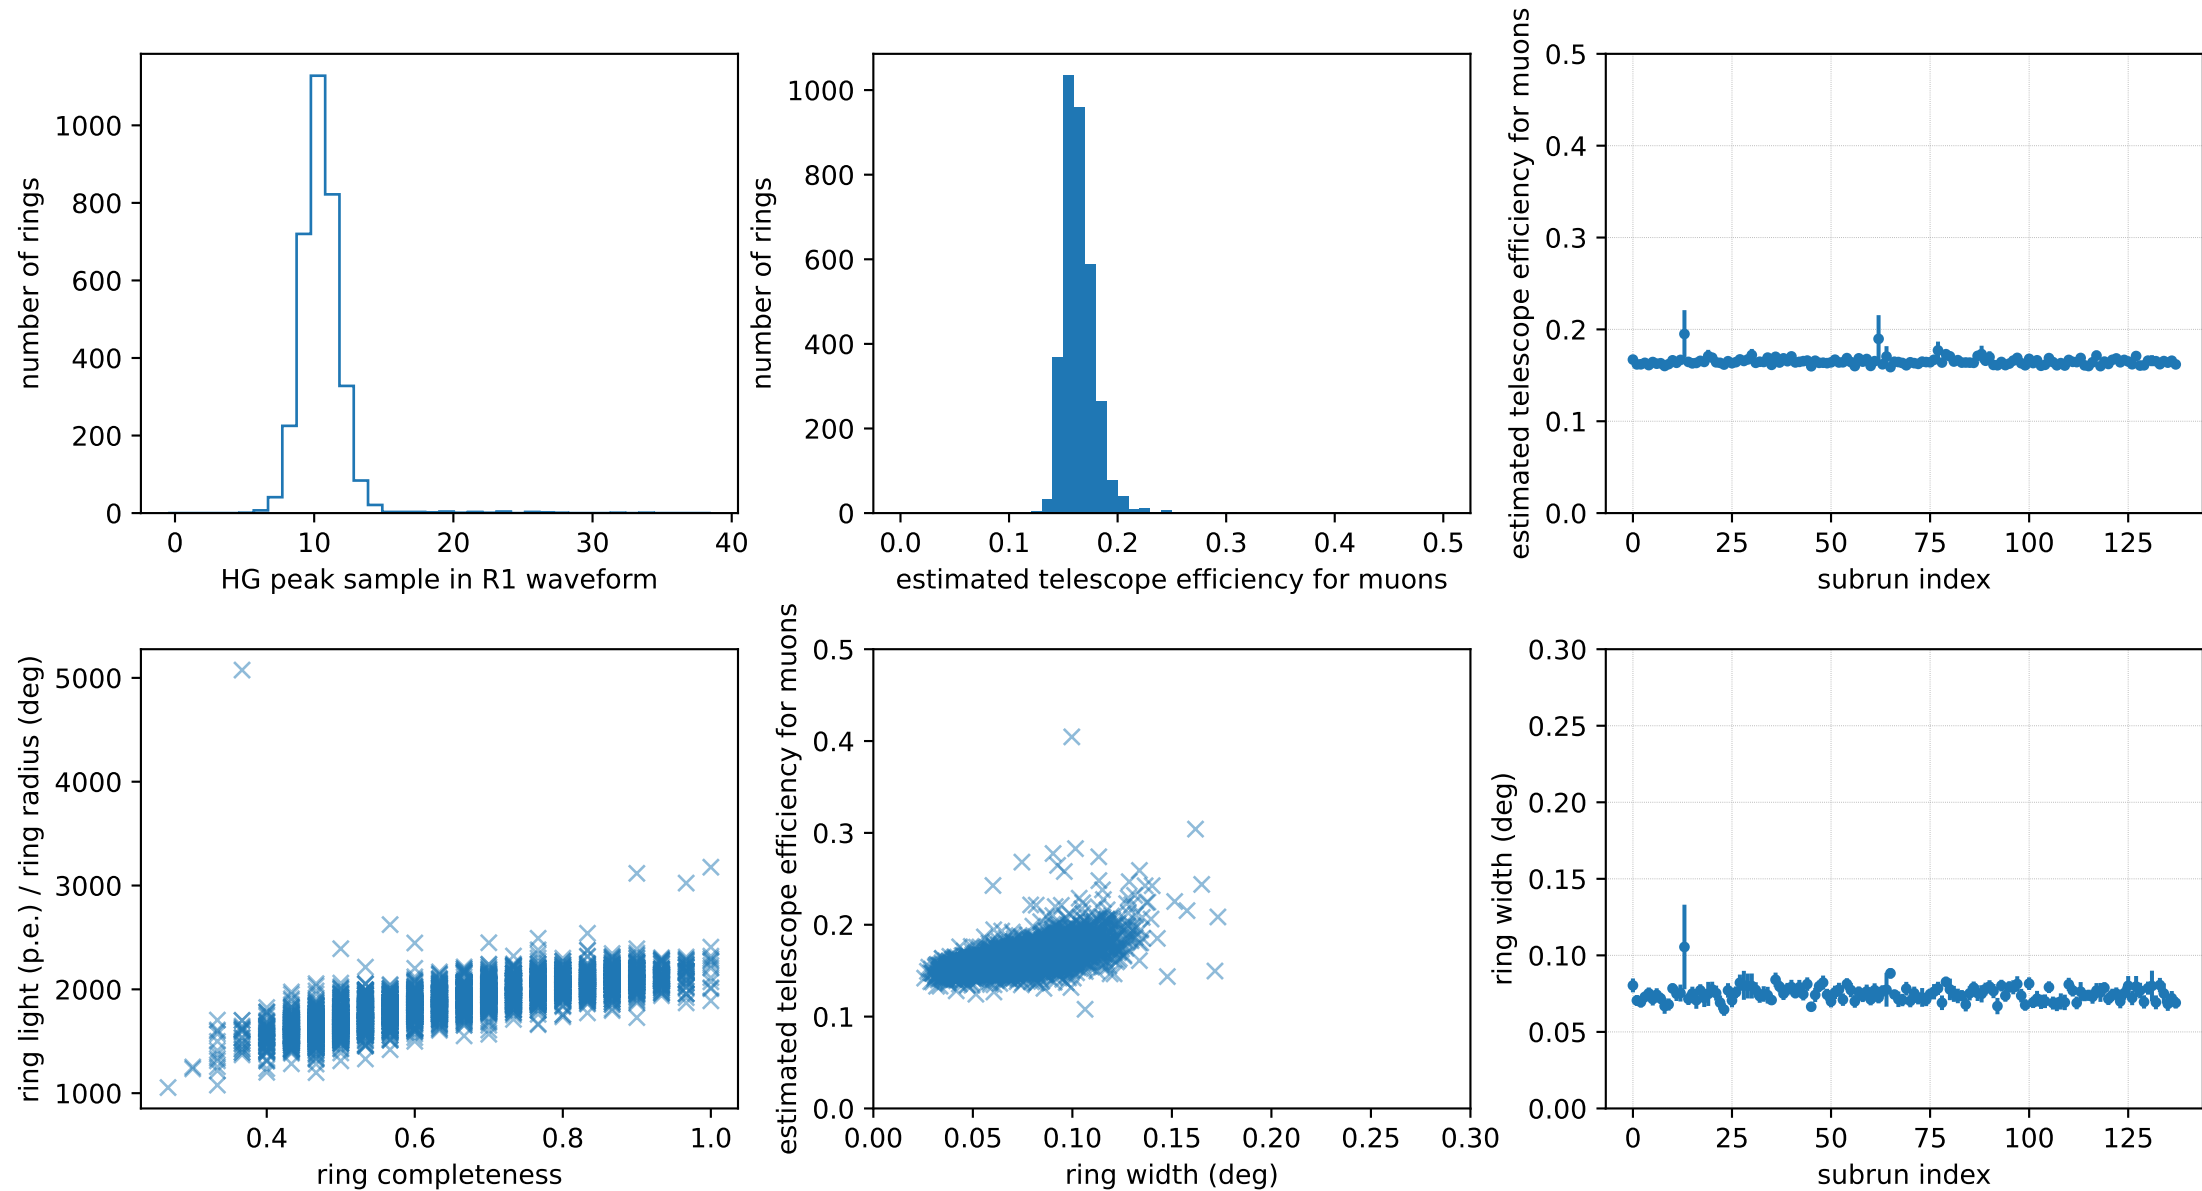 number of rings
1000
800
600
400
200
0
0 10 20 30 40
HG peak sample in R1 waveform
number of rings
1000
800
600
400
200
0
0.0 0.1 0.2 0.3 0.4 0.5
estimated telescope efficiency for muons
estimated telescope efficiency for muons
0.5
0.4
0.3
0.2
0.1
0.0
0 25 50 75 100 125
subrun index
ring light (p.e.) / ring radius (deg)
5000
4000
3000
2000
1000
0.4 0.6 0.8 1.0
ring completeness
estimated telescope efficiency for muons
0.5
0.4
0.3
0.2
0.1
0.0
0.00 0.05 0.10 0.15 0.20 0.25 0.30
ring width (deg)
ring width (deg)
0.30
0.25
0.20
0.15
0.10
0.05
0.00
0 25 50 75 100 125
subrun index